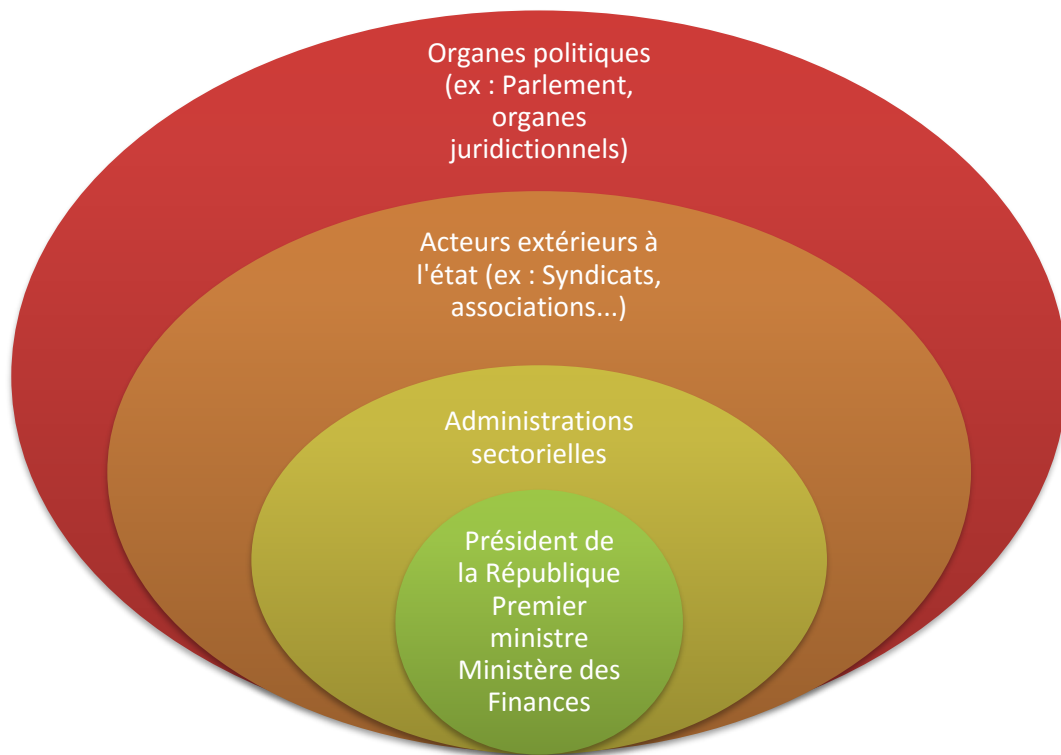 Organes politiques
(ex : Parlement,
organes
juridictionnels)
Acteurs extérieurs à
l'état (ex : Syndicats,
associations...)
Administrations
sectorielles
Président de
la République
Premier
ministre
Ministère des
Finances